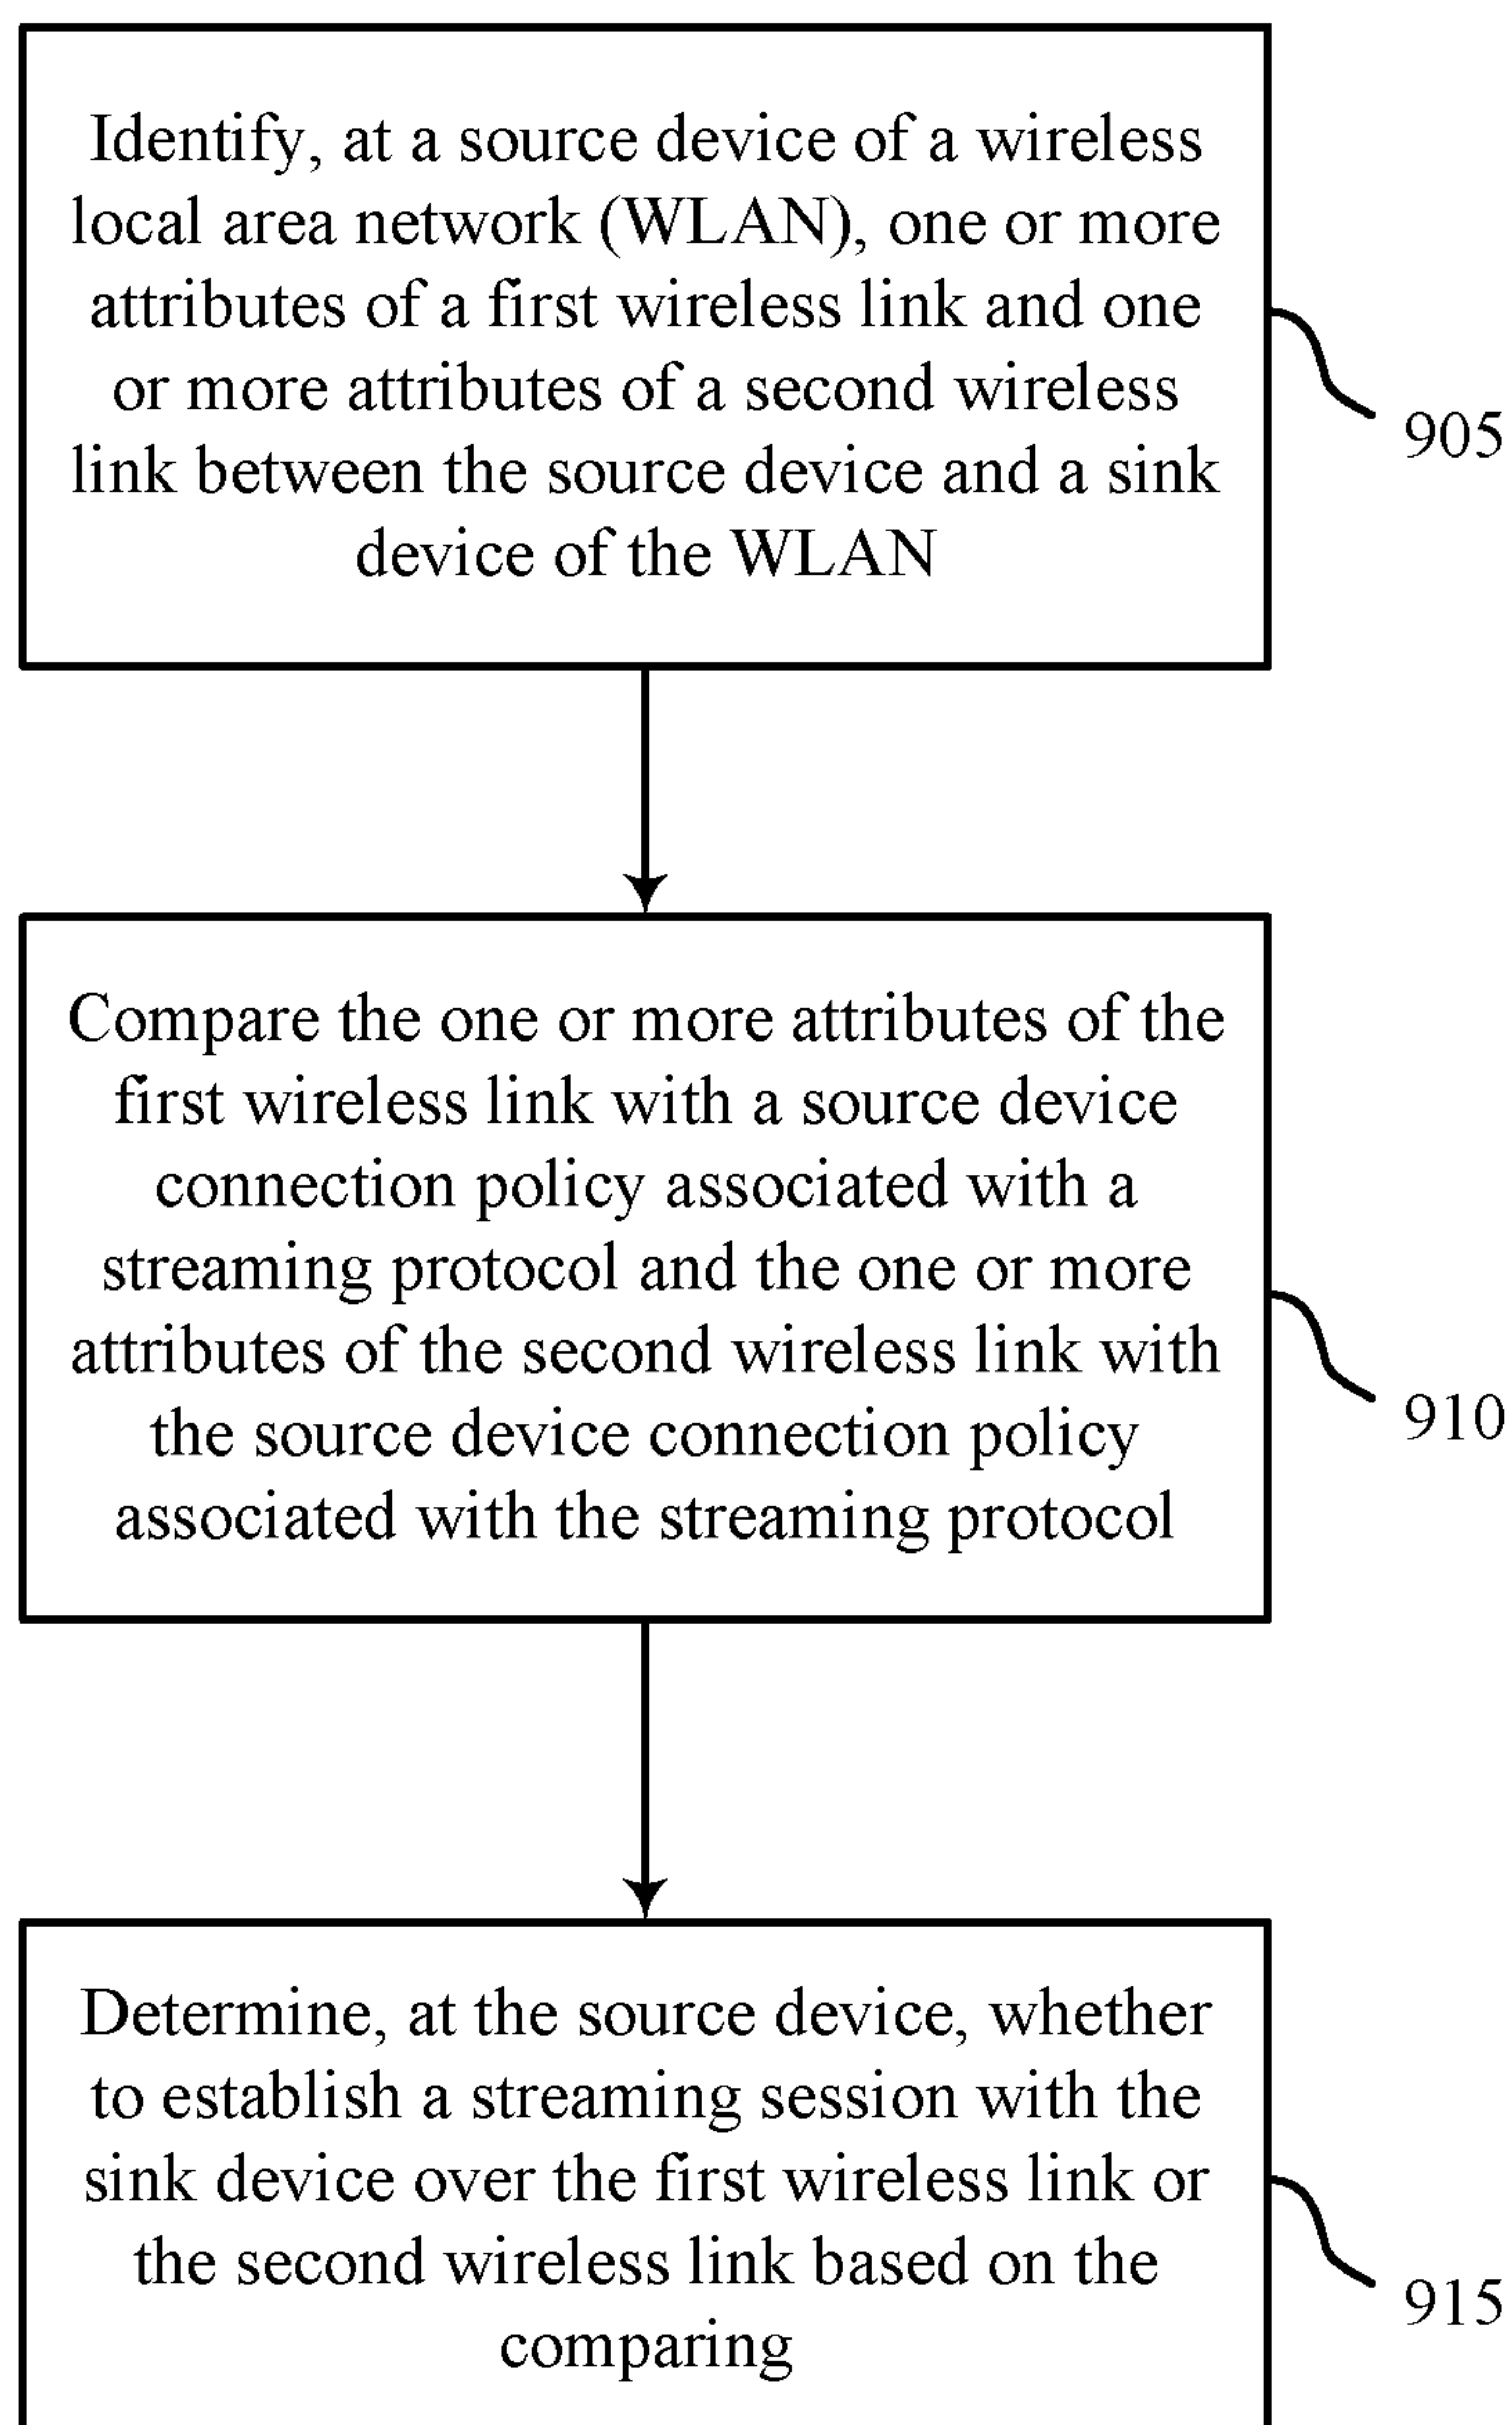 Identify, at a source device of a wireless
local area network (WLAN), one or more
attributes of a first wireless link and one
or more attributes of a second wireless
link between the source device and a sink
device of the WLAN
905
Compare the one or more attributes of the
first wireless link with a source device
connection policy associated with a
streaming protocol and the one or more
attributes of the second wireless link with
the source device connection policy
associated with the streaming protocol
910
Determine, at the source device, whether
to establish a streaming session with the
sink device over the first wireless link or
the second wireless link based on the
comparing
915